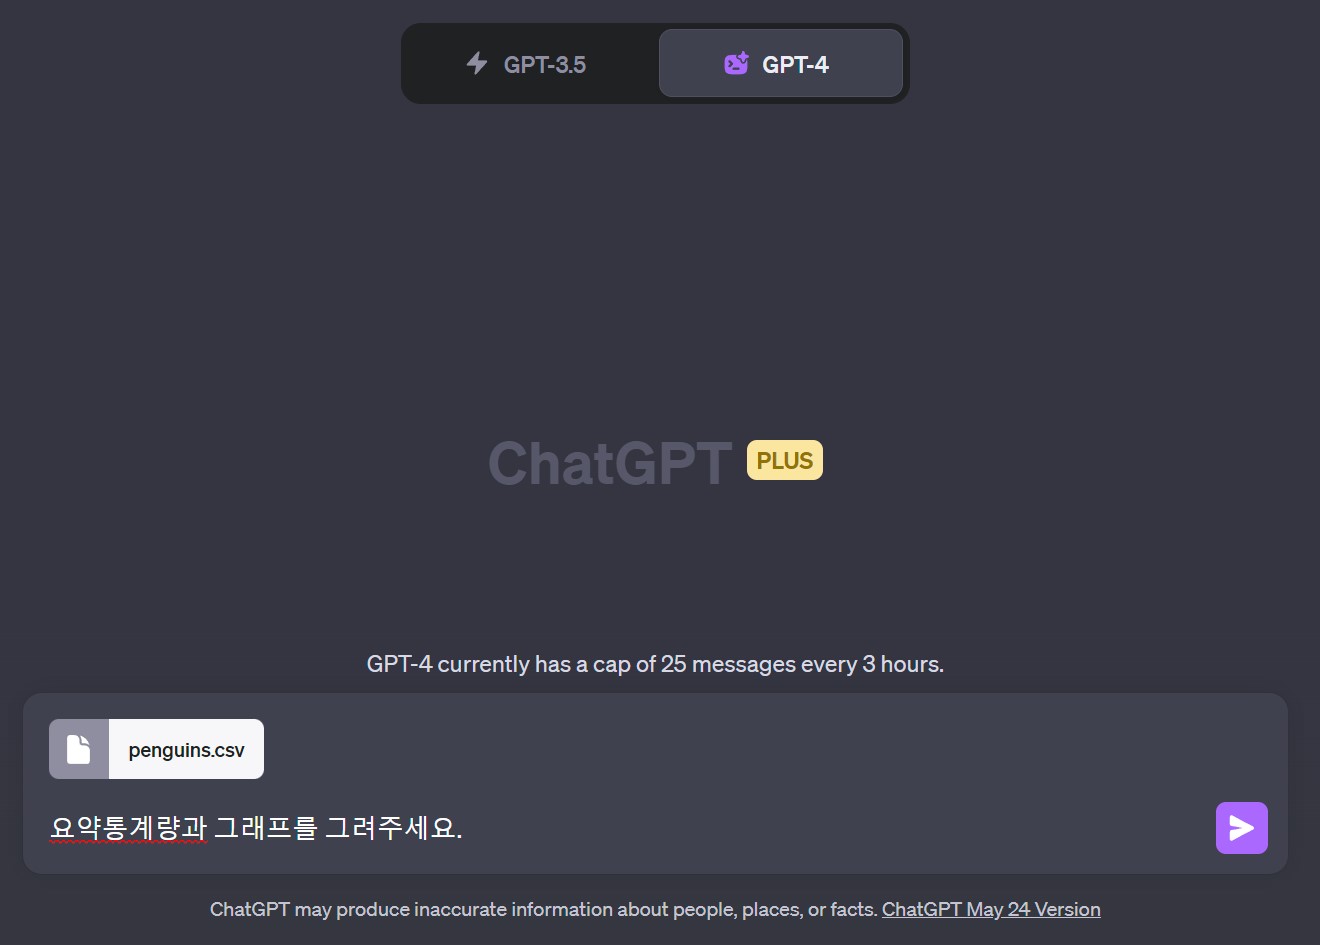 GPT-3.5
GPT-4
ChatGPT PLUS
GPT-4 currently has a cap of 25 messages every 3 hours.
penguins.csv
요약통계량과 그래프를 그려주세요.
ChatGPT may produce inaccurate information about people, places, or facts. ChatGPT May 24 Version